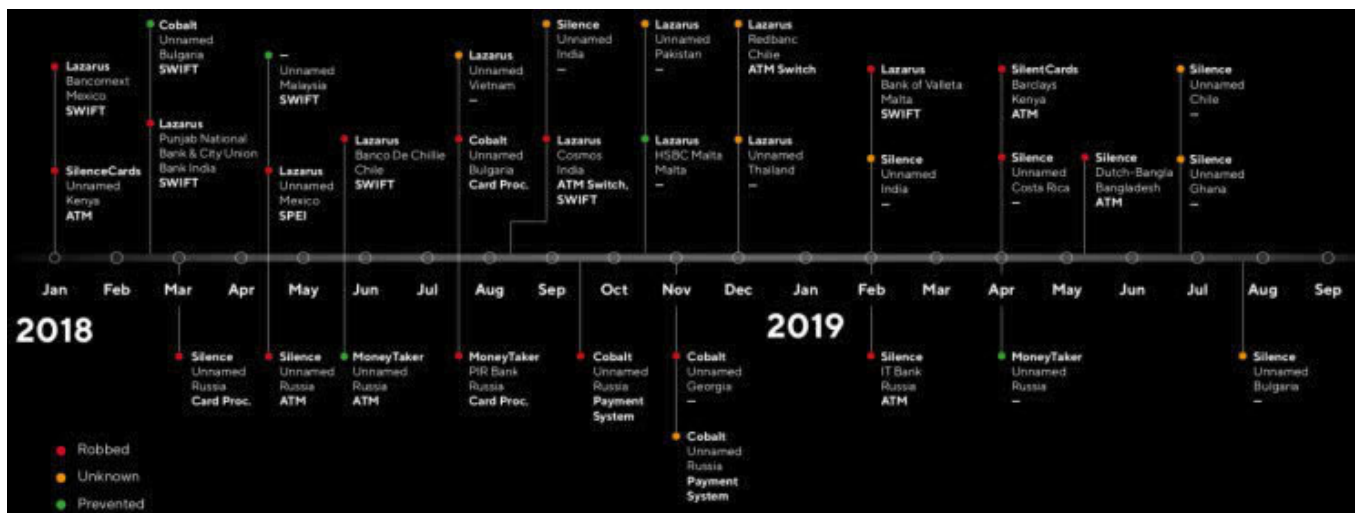 Cobalt
Unnamed
Bulgaria
SWIFT
Lazarus
Bancomext
Mexico
SWIFT
Lazarus
Punjab National
Bank & City Union
Bank India
SWIFT
SilenceCards
Unnamed
Kenya
ATM
–
Unnamed
Malaysia
SWIFT
Lazarus
Unnamed
Mexico
SPEI
Lazarus
Banco De Chillie
Chile
SWIFT
Lazarus
Unnamed
Vietnam
–
Cobalt
Unnamed
Bulgaria
Card Proc.
Silence
Unnamed
India
–
Lazarus
Cosmos
India
ATM Switch,
SWIFT
Lazarus
Unnamed
Pakistan
–
Lazarus
HSBC Malta
Malta
–
Lazarus
Redbanc
Chilie
ATM Switch
Lazarus
Unnamed
Thailand
–
Lazarus
Bank of Valleta
Malta
SWIFT
Silence
Unnamed
India
–
SilentCards
Barclays
Kenya
ATM
Silence
Unnamed
Costa Rica
–
Silence
Dutch-Bangla
Bangladesh
ATM
Silence
Unnamed
Chile
–
Silence
Unnamed
Ghana
–
Jan Feb Mar Apr May Jun Jul Aug Sep Oct Nov Dec Jan Feb Mar Apr May Jun Jul Aug Sep
2018 2019
Silence
Unnamed
Russia
Card Proc.
Silence
Unnamed
Russia
ATM
MoneyTaker
Unnamed
Russia
ATM
MoneyTaker
PIR Bank
Russia
Card Proc.
Cobalt
Unnamed
Russia
Payment
System
Cobalt
Unnamed
Georgia
–
Cobalt
Unnamed
Russia
Payment
System
Silence
IT Bank
Russia
ATM
MoneyTaker
Unnamed
Russia
–
Silence
Unnamed
Bulgaria
–
Robbed
Unknown
Prevented